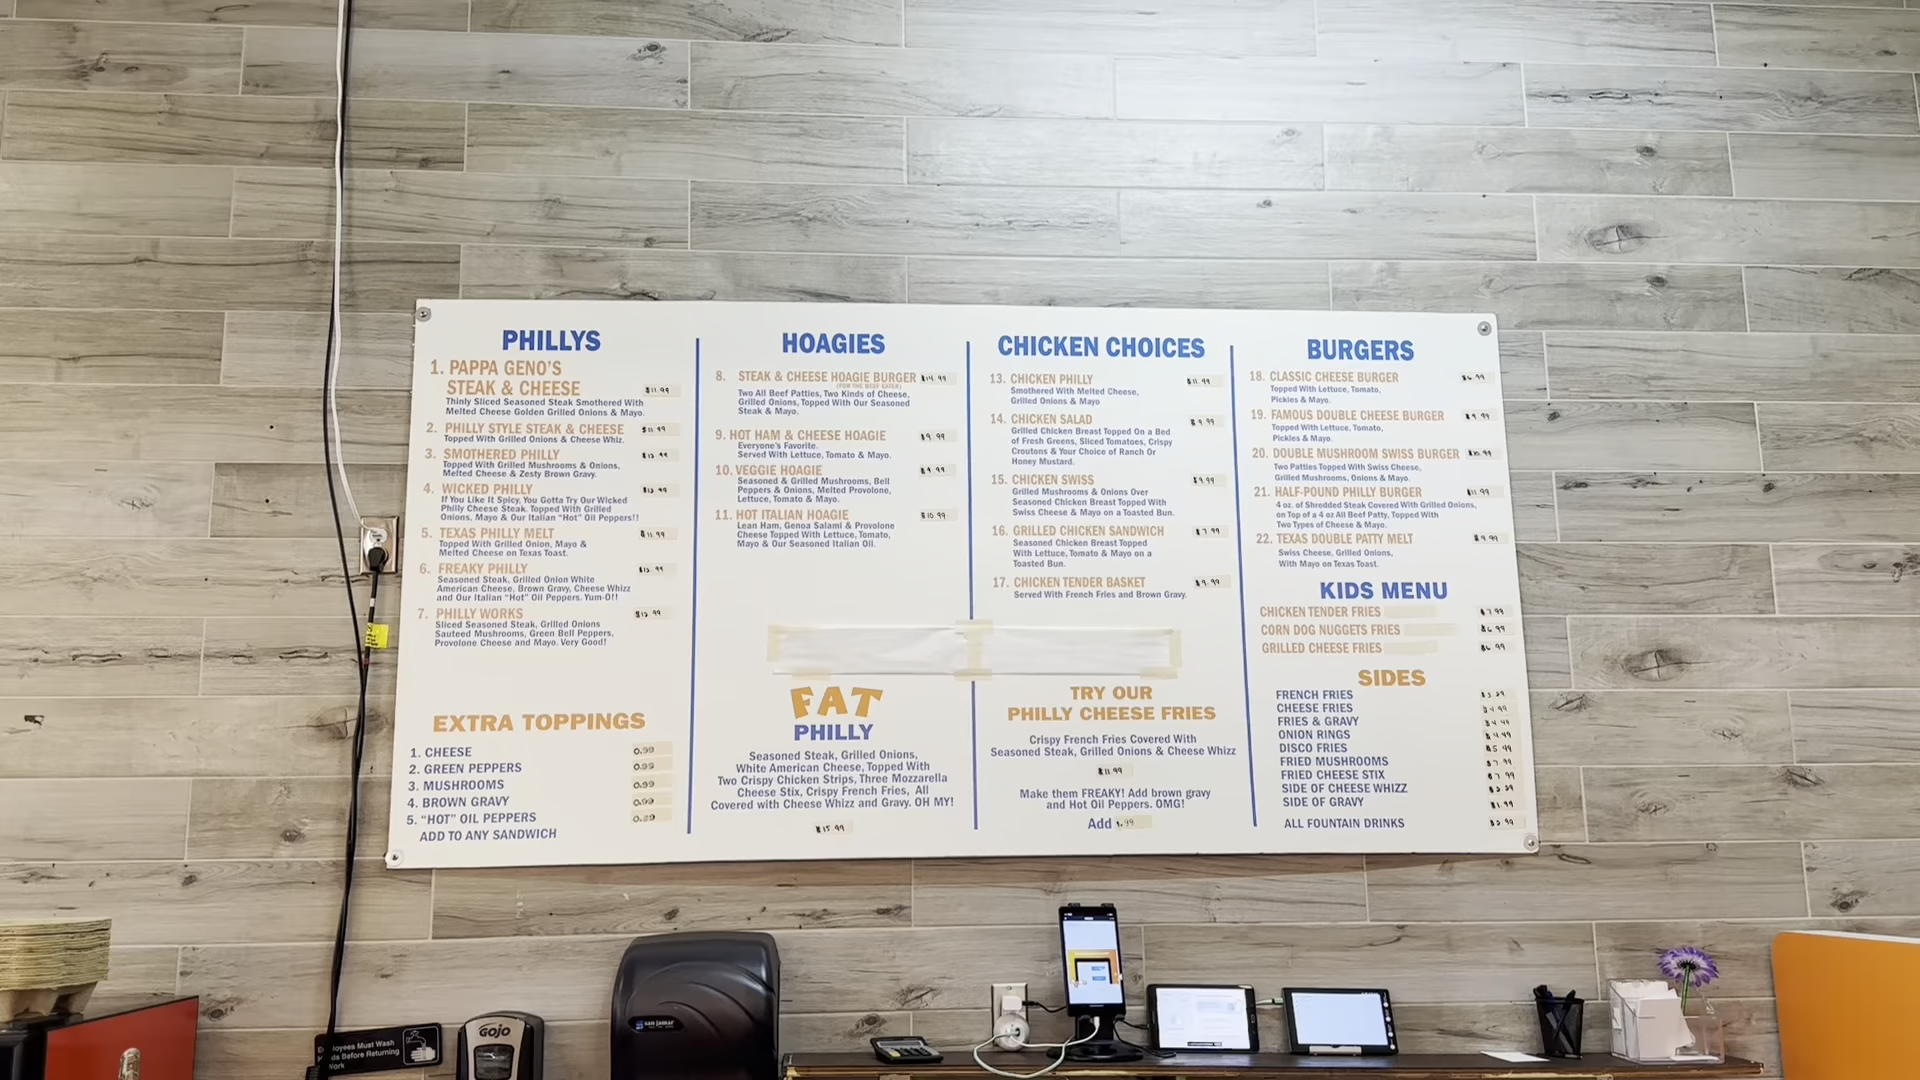 PHILLYS
1. PAPPA GENO'S
STEAK & CHEESE $11.99
Thinly Sliced Seasoned Steak Smothered With
Melted Cheese Golden Grilled Onions & Mayo.
2. PHILLY STYLE STEAK & CHEESE $11.99
Topped With Grilled Onions & Cheese Whiz.
3. SMOTHERED PHILLY $12.99
Topped With Grilled Mushrooms & Onions,
Melted Cheese & Zesty Brown Gravy.
4. WICKED PHILLY $12.99
If You Like It Spicy, You Gotta Try Our Wicked
Philly Cheese Steak. Topped With Grilled
Onions, Mayo & Our Italian "Hot" Oil Peppers!!
5. TEXAS PHILLY MELT $11.99
Topped With Grilled Onion, Mayo &
Melted Cheese on Texas Toast.
6. FREAKY PHILLY $12.99
Seasoned Steak, Grilled Onion White
American Cheese, Brown Gravy, Cheese Whizz
and Our Italian "Hot" Oil Peppers. Yum-O!!
7. PHILLY WORKS $12.99
Sliced Seasoned Steak, Grilled Onions
Sauteed Mushrooms, Green Bell Peppers,
Provolone Cheese and Mayo. Very Good!
EXTRA TOPPINGS
1. CHEESE 0.99
2. GREEN PEPPERS 0.99
3. MUSHROOMS 0.99
4. BROWN GRAVY 0.99
5. "HOT" OIL PEPPERS
ADD TO ANY SANDWICH
HOAGIES
8. STEAK & CHEESE HOAGIE BURGER $14.99
(FOR THE BEEF EATER)
Two All Beef Patties, Two Kinds of Cheese,
Grilled Onions, Topped With Our Seasoned
Steak & Mayo.
9. HOT HAM & CHEESE HOAGIE $9.99
Everyone's Favorite.
Served With Lettuce, Tomato & Mayo.
10. VEGGIE HOAGIE $9.99
Seasoned & Grilled Mushrooms, Bell
Peppers & Onions, Melted Provolone,
Lettuce, Tomato & Mayo.
11. HOT ITALIAN HOAGIE $10.99
Lean Ham, Genoa Salami & Provolone
Cheese Topped With Lettuce, Tomato,
Mayo & Our Seasoned Italian Oil.
FAT
PHILLY
Seasoned Steak, Grilled Onions,
White American Cheese, Topped With
Two Crispy Chicken Strips, Three Mozzarella
Cheese Stix, Crispy French Fries, All
Covered with Cheese Whizz and Gravy. OH MY!
$15.99
CHICKEN CHOICES
13. CHICKEN PHILLY $11.99
Smothered With Melted Cheese,
Grilled Onions & Mayo
14. CHICKEN SALAD $9.99
Grilled Chicken Breast Topped On a Bed
of Fresh Greens, Sliced Tomatoes, Crispy
Croutons & Your Choice of Ranch Or
Honey Mustard.
15. CHICKEN SWISS $9.99
Grilled Mushrooms & Onions Over
Seasoned Chicken Breast Topped With
Swiss Cheese & Mayo on a Toasted Bun.
16. GRILLED CHICKEN SANDWICH $7.99
Seasoned Chicken Breast Topped
With Lettuce, Tomato & Mayo on a
Toasted Bun.
17. CHICKEN TENDER BASKET $9.99
Served With French Fries and Brown Gravy.
TRY OUR
PHILLY CHEESE FRIES
Crispy French Fries Covered With
Seasoned Steak, Grilled Onions & Cheese Whizz
$11.99
Make them FREAKY! Add brown gravy
and Hot Oil Peppers. OMG!
Add
BURGERS
18. CLASSIC CHEESE BURGER $6.99
Topped With Lettuce, Tomato,
Pickles & Mayo.
19. FAMOUS DOUBLE CHEESE BURGER $9.99
Topped With Lettuce, Tomato,
Pickles & Mayo.
20. DOUBLE MUSHROOM SWISS BURGER $10.99
Two Patties Topped With Swiss Cheese,
Grilled Mushrooms, Onions & Mayo.
21. HALF-POUND PHILLY BURGER $11.99
4 oz. of Shredded Steak Covered With Grilled Onions,
on Top of a 4 oz All Beef Patty, Topped With
Two Types of Cheese & Mayo.
22. TEXAS DOUBLE PATTY MELT $9.99
Swiss Cheese, Grilled Onions,
With Mayo on Texas Toast.
KIDS MENU
CHICKEN TENDER FRIES $7.99
CORN DOG NUGGETS FRIES $6.99
GRILLED CHEESE FRIES $6.99
SIDES
FRENCH FRIES
CHEESE FRIES $4.99
FRIES & GRAVY $4.49
ONION RINGS $4.49
DISCO FRIES $5.99
FRIED MUSHROOMS $7.99
FRIED CHEESE STIX $7.99
SIDE OF CHEESE WHIZZ
SIDE OF GRAVY $1.99
ALL FOUNTAIN DRINKS $2.99
san jamar
GOJO
Employees Must Wash
Hands Before Returning
Work